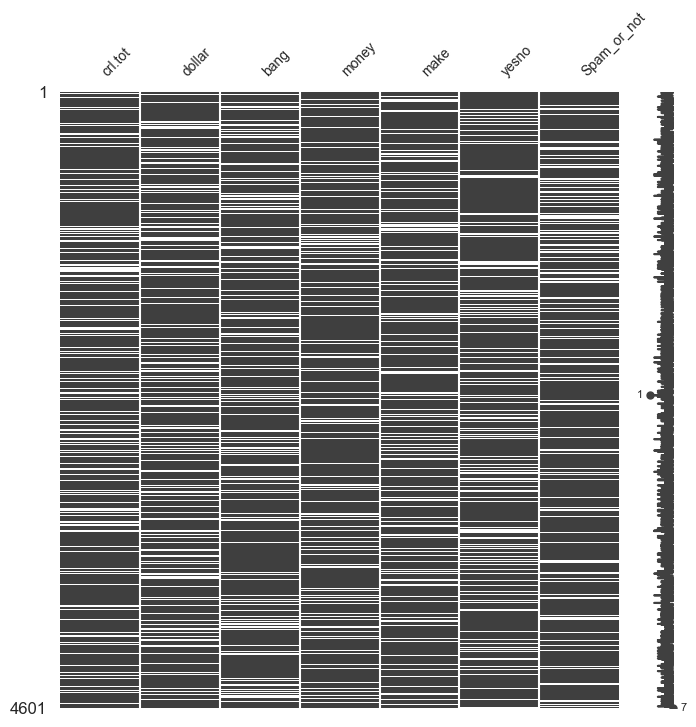 crl.tot
dollar
bang
money
make
yesno
Spam_or_not
1
1
4601
7